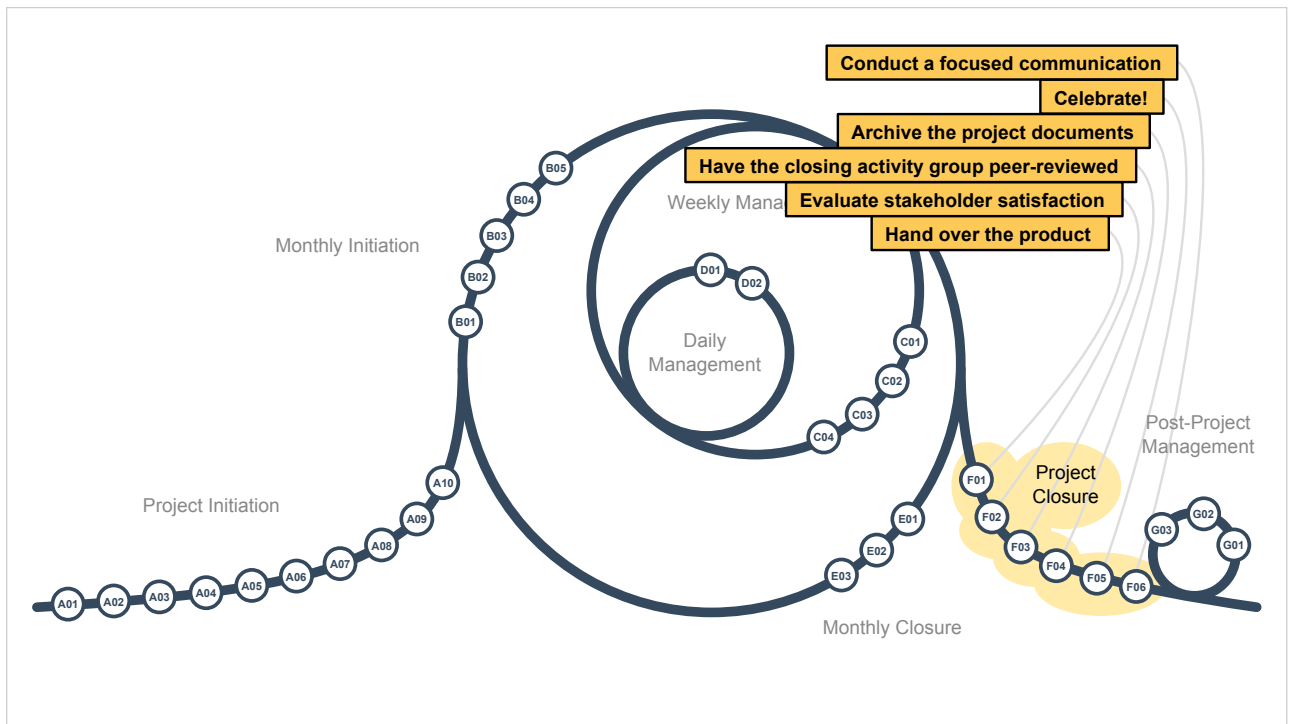 Conduct a focused communication
Celebrate!
Archive the project documents
Have the closing activity group peer-reviewed
Evaluate stakeholder satisfaction
Hand over the product
Weekly Manag
Monthly Initiation
B05
B04
B03
B02
B01
D01
D02
Daily
Management
C01
C02
C03
C04
Project Initiation
A10
A09
A08
A07
A06
A05
A04
A03
A02
A01
E01
E02
E03
Monthly Closure
Project
Closure
F01
F02
F03
F04
F05
F06
Post-Project
Management
G03
G02
G01